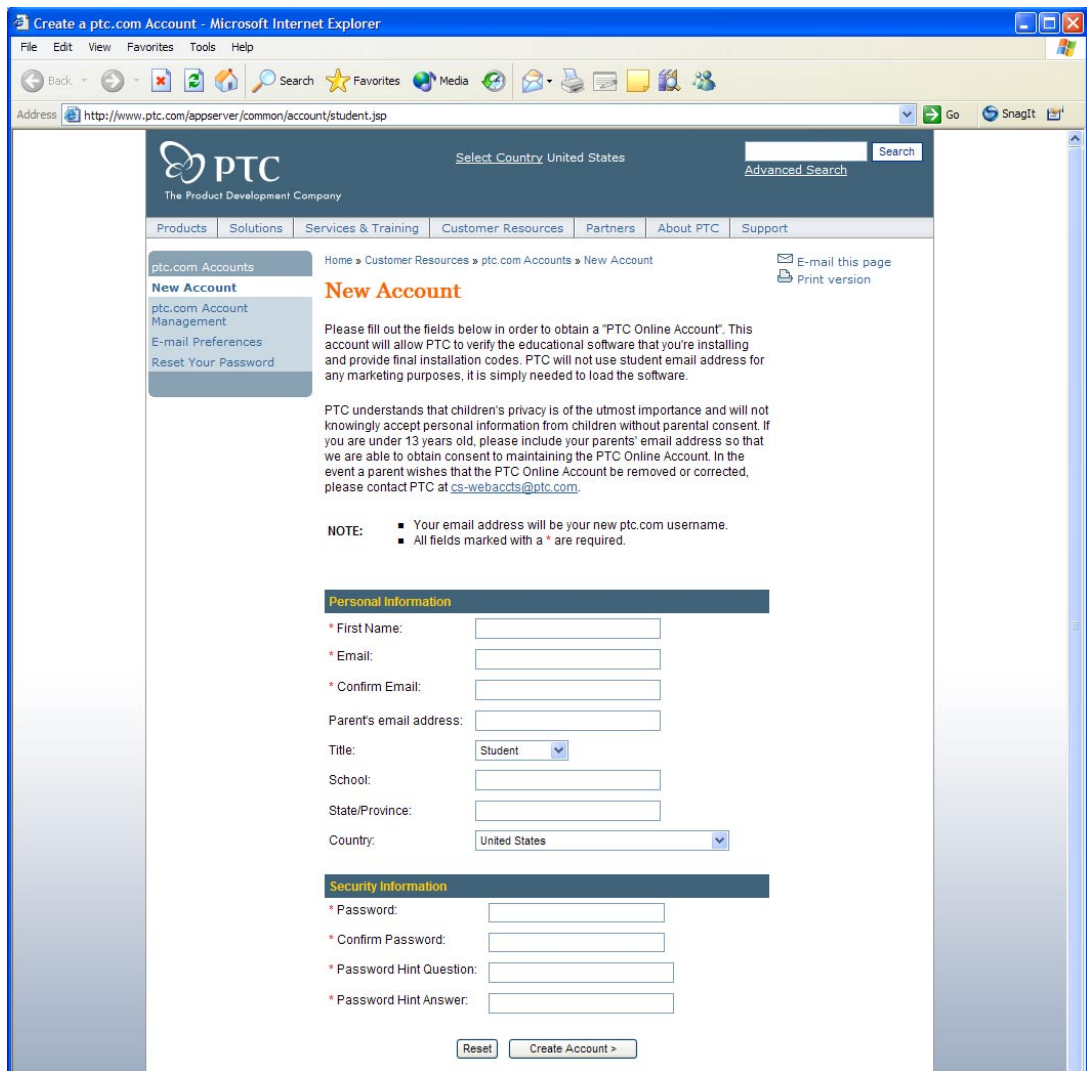 Create a ptc.com Account - Microsoft Internet Explorer
File Edit View Favorites Tools Help
Back Search Favorites Media
Address http://www.ptc.com/appserver/common/account/student.jsp Go SnagIt
PTC
The Product Development Company
Select Country United States
Search
Advanced Search
Products Solutions Services & Training Customer Resources Partners About PTC Support
ptc.com Accounts
New Account
ptc.com Account
Management
E-mail Preferences
Reset Your Password
Home » Customer Resources » ptc.com Accounts » New Account
E-mail this page
Print version
New Account
Please fill out the fields below in order to obtain a "PTC Online Account". This
account will allow PTC to verify the educational software that you're installing
and provide final installation codes. PTC will not use student email address for
any marketing purposes, it is simply needed to load the software.
PTC understands that children's privacy is of the utmost importance and will not
knowingly accept personal information from children without parental consent. If
you are under 13 years old, please include your parents' email address so that
we are able to obtain consent to maintaining the PTC Online Account. In the
event a parent wishes that the PTC Online Account be removed or corrected,
please contact PTC at cs-webaccts@ptc.com.
NOTE:
▪ Your email address will be your new ptc.com username.
▪ All fields marked with a * are required.
Personal Information
* First Name:
* Email:
* Confirm Email:
Parent's email address:
Title: Student
School:
State/Province:
Country: United States
Security Information
* Password:
* Confirm Password:
* Password Hint Question:
* Password Hint Answer:
Reset Create Account >